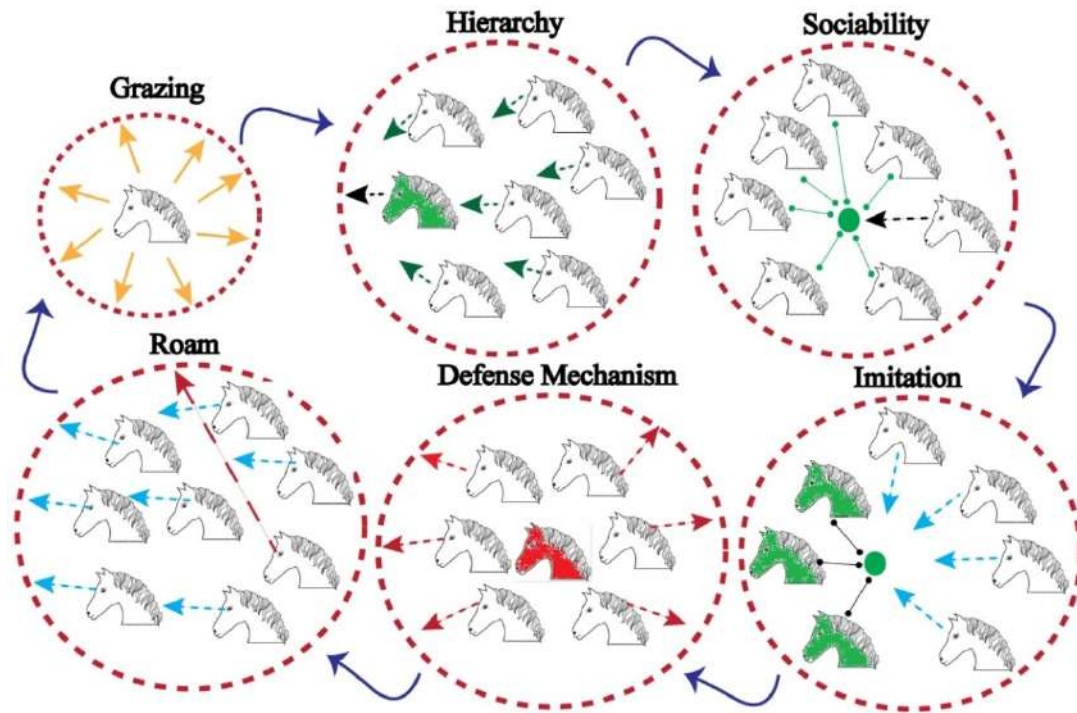 Hierarchy
Sociability
Grazing
Roam
Defense Mechanism
Imitation